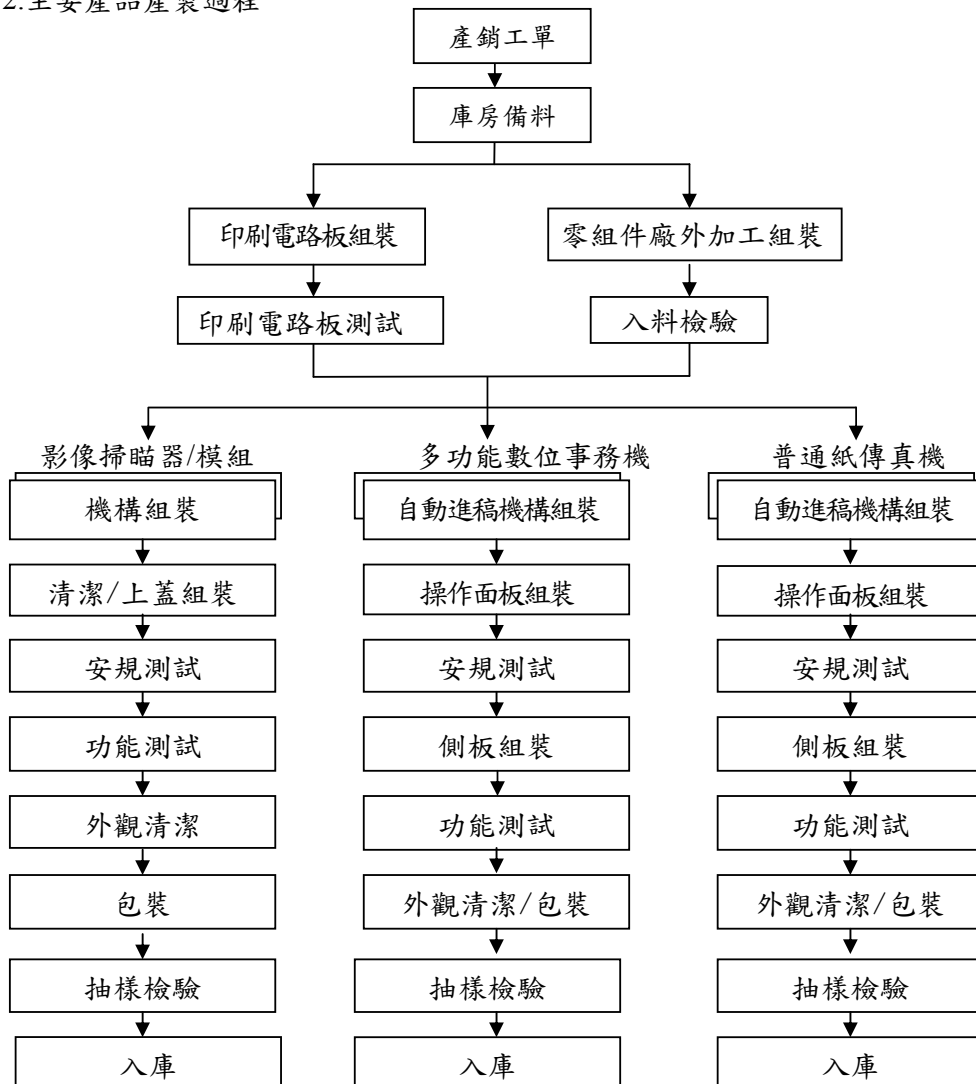 2.主要產品產製過程
產銷工單
庫房備料
印刷電路板組裝
零組件廠外加工組裝
印刷電路板測試
入料檢驗
影像掃瞄器/模組
多功能數位事務機
普通紙傳真機
機構組裝
自動進稿機構組裝
自動進稿機構組裝
清潔/上蓋組裝
操作面板組裝
操作面板組裝
安規測試
安規測試
安規測試
功能測試
側板組裝
側板組裝
外觀清潔
功能測試
功能測試
包裝
外觀清潔/包裝
外觀清潔/包裝
抽樣檢驗
抽樣檢驗
抽樣檢驗
入庫
入庫
入庫